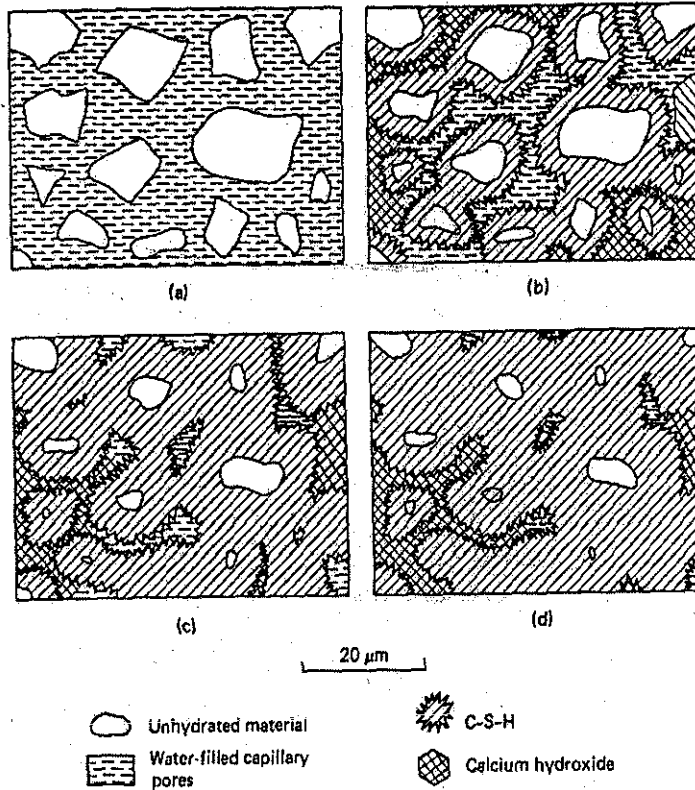 (a)
(b)
(c)
(d)
20 μm
Unhydrated material
C-S-H
Water-filled capillary
pores
Calcium hydroxide